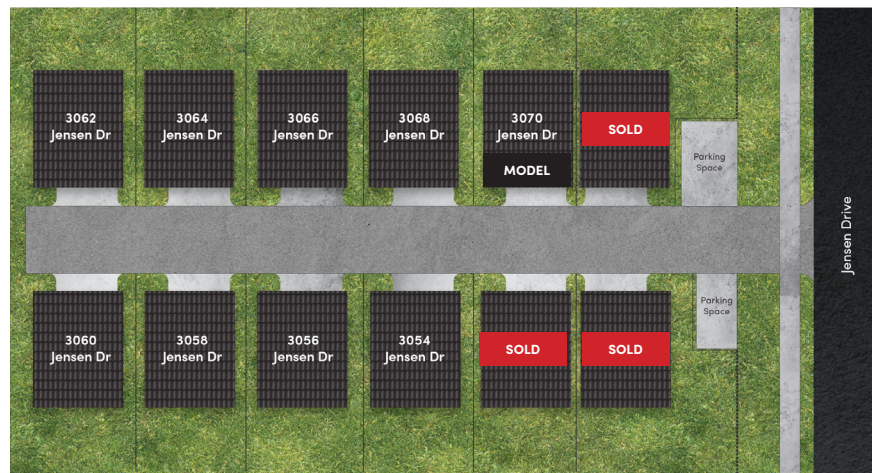 3062
Jensen Dr
3064
Jensen Dr
3066
Jensen Dr
3068
Jensen Dr
3070
Jensen Dr
MODEL
SOLD
Parking
Space
Jensen Drive
3060
Jensen Dr
3058
Jensen Dr
3056
Jensen Dr
3054
Jensen Dr
SOLD
SOLD
Parking
Space